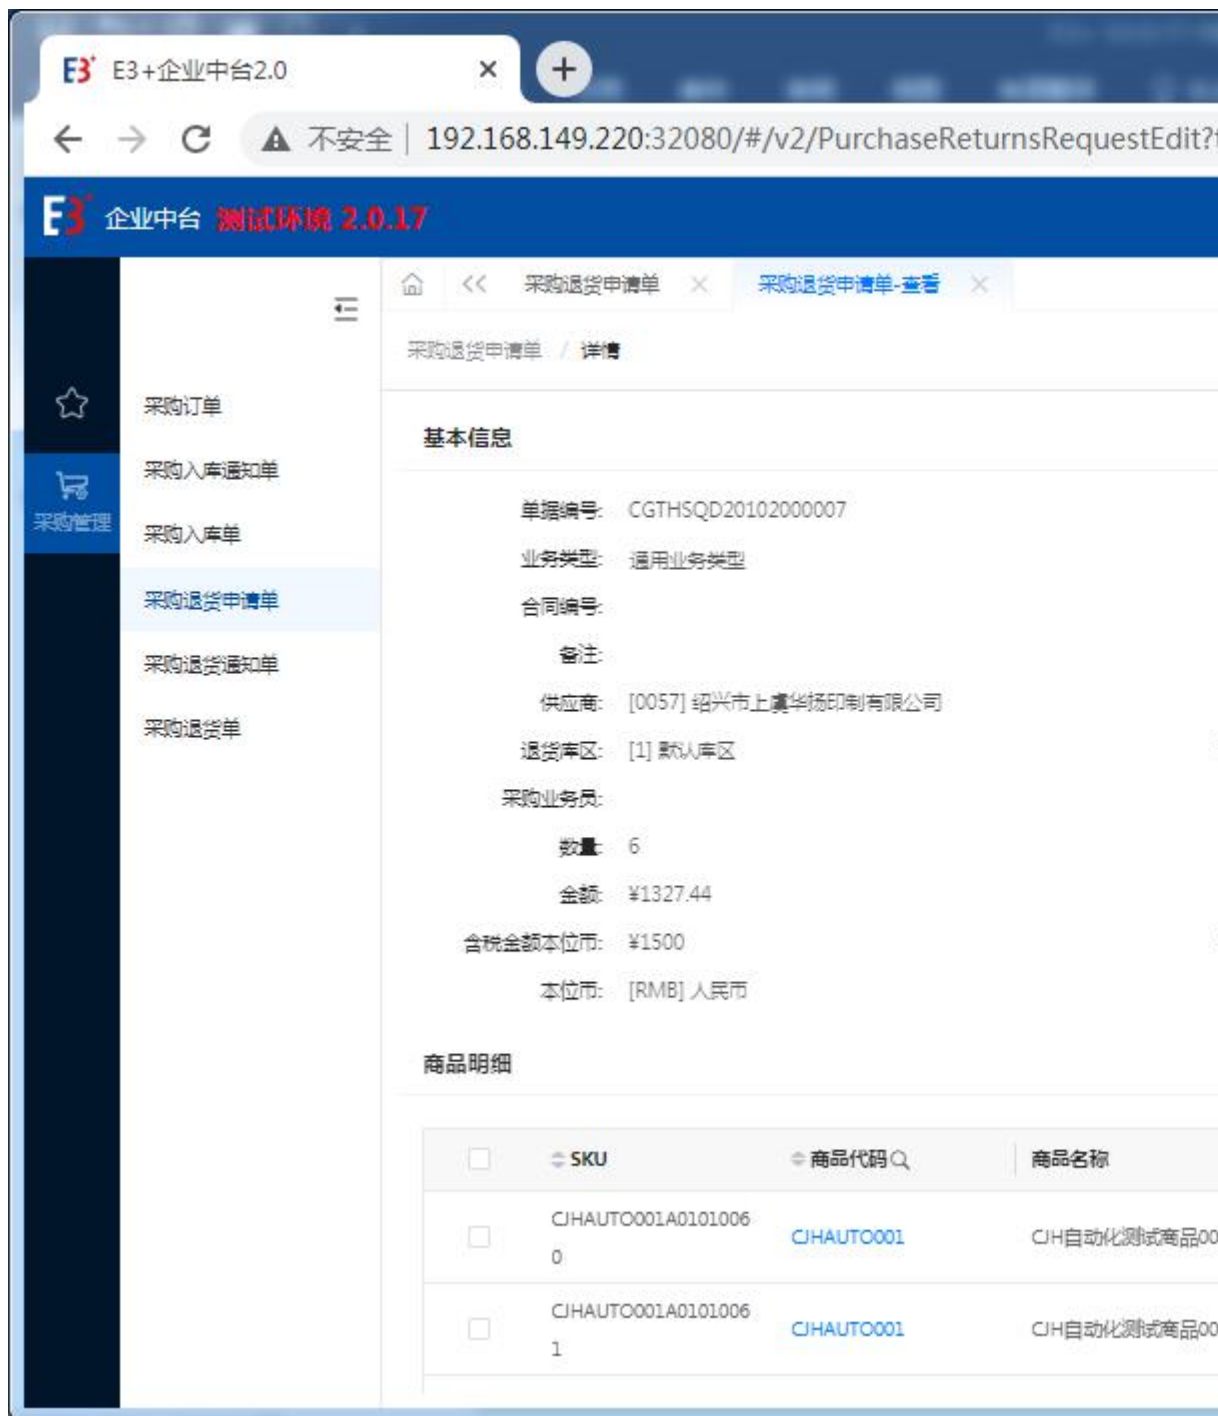 E3+企业中台2.0
不安全 192.168.149.220:32080/#/v2/PurchaseReturnsRequestEdit?
E3+ 企业中台 测试环境 2.0.17
采购退货申请单 采购退货申请单-查看
采购退货申请单 / 详情
采购管理
采购订单
采购入库通知单
采购入库单
采购退货申请单
采购退货通知单
采购退货单
基本信息
单据编号: CGTHSQD20102000007
业务类型: 通用业务类型
合同编号:
备注:
供应商: [0057] 绍兴市上虞华扬印制有限公司
退货库区: [1] 默认库区
采购业务员:
数量: 6
金额: ¥1327.44
含税金额本位币: ¥1500
本位币: [RMB] 人民币
商品明细
SKU 商品代码 商品名称
CJHAUTO001A0101006
0
CJHAUTO001
CJH自动化测试商品00
CJHAUTO001A0101006
1
CJHAUTO001
CJH自动化测试商品00